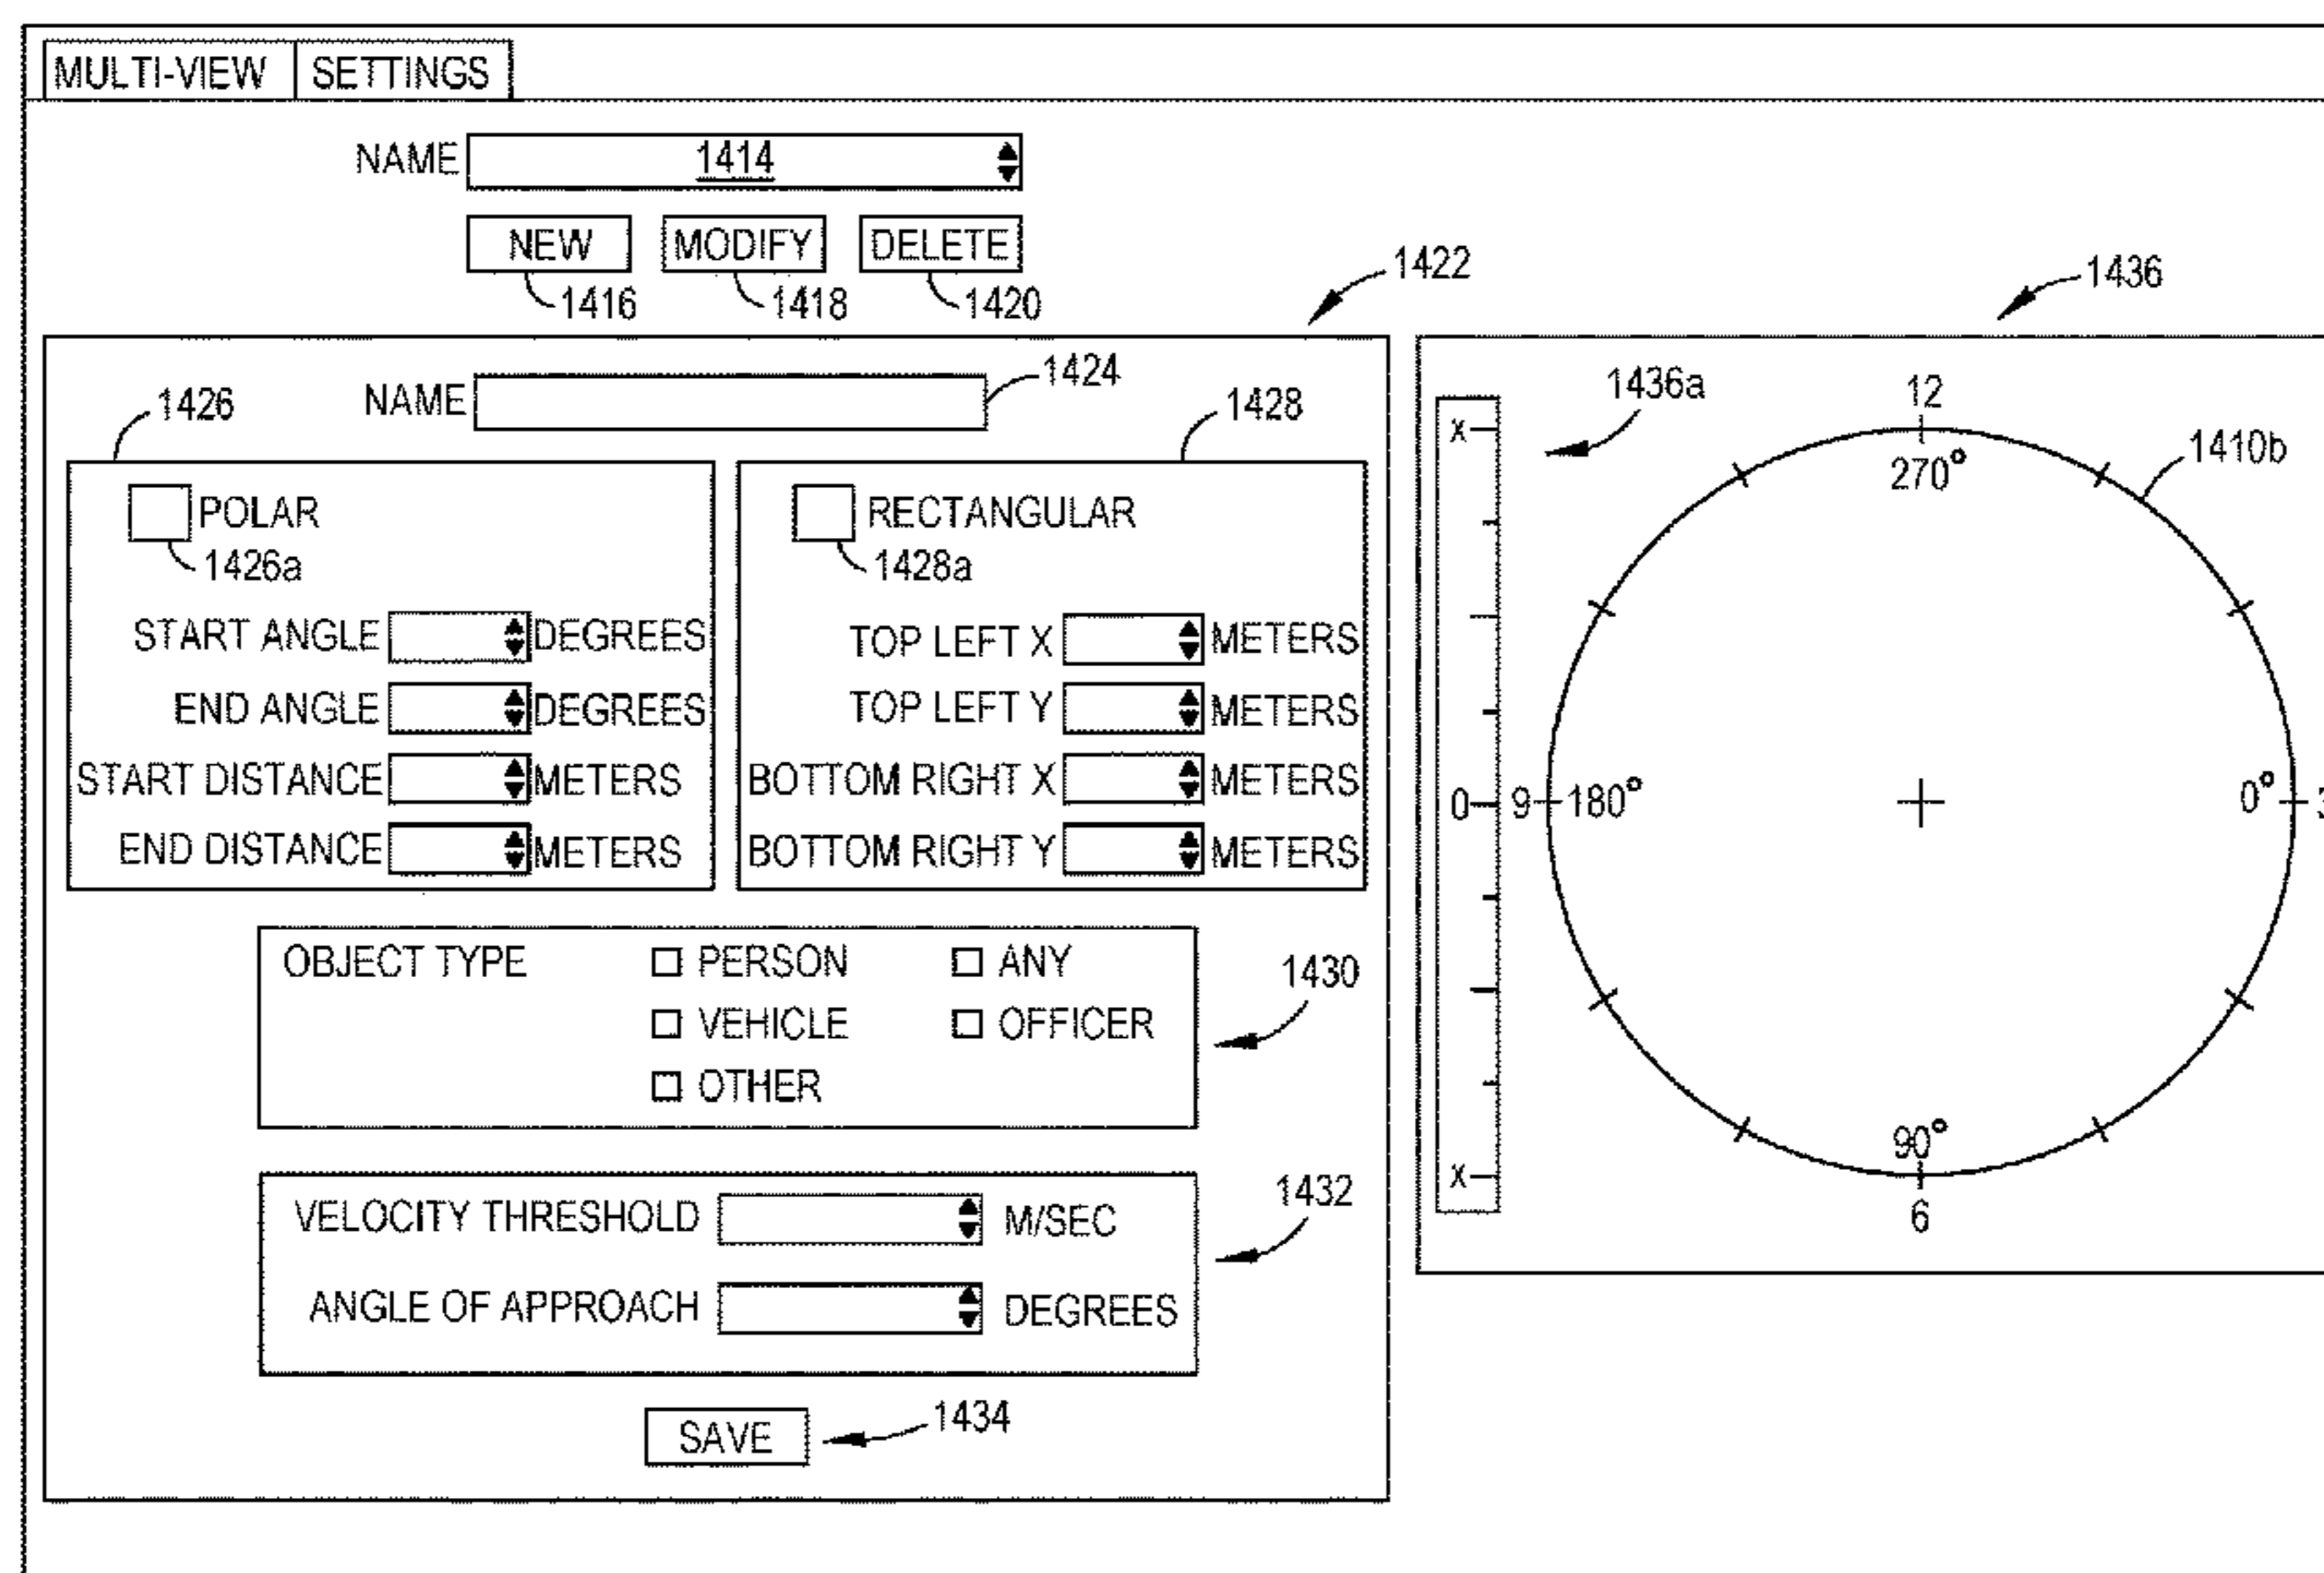 MULTI-VIEW SETTINGS
NAME 1414
NEW MODIFY DELETE
1416 1418 1420
1422
1436
NAME 1424
1426
1428
POLAR
1426a
START ANGLE DEGREES
END ANGLE DEGREES
START DISTANCE METERS
END DISTANCE METERS
RECTANGULAR
1428a
TOP LEFT X METERS
TOP LEFT Y METERS
BOTTOM RIGHT X METERS
BOTTOM RIGHT Y METERS
OBJECT TYPE PERSON ANY
VEHICLE OFFICER
OTHER
1430
VELOCITY THRESHOLD M/SEC
ANGLE OF APPROACH DEGREES
1432
SAVE 1434
1436a
12
X
270°
1410b
0 9 180° 0°
90°
X
6